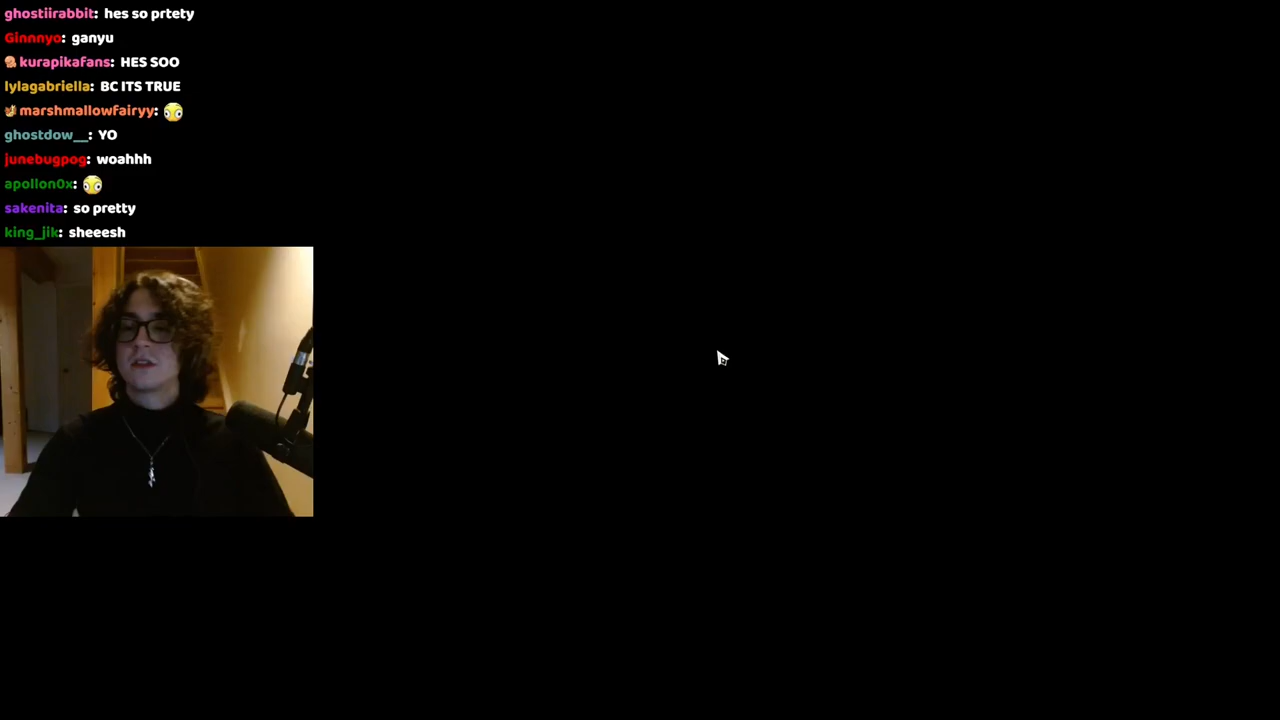 ghostiirabbit: hes so prtety
Ginnnyo: ganyu
kurapikafans: HES SOO
lylagabriella: BC ITS TRUE
marshmallowfairyy:
ghostdow__: YO
junebugpog: woahhh
apollon0x:
sakenita: so pretty
king_jik: sheeesh